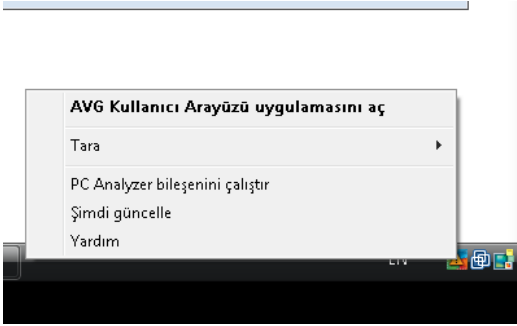 AVG Kullanıcı Arayüzü uygulamasını aç
Tara
PC Analyzer bileşenini çalıştır
Şimdi güncelle
Yardım